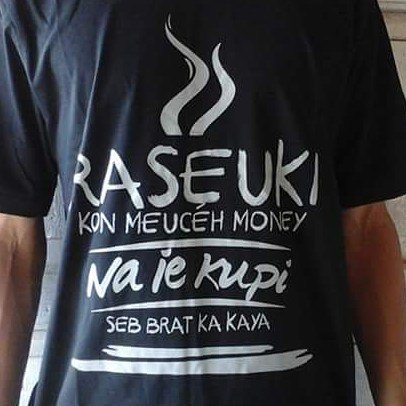 RASEUKI
KON MEUCÉH MONEY
Na ie kupi
SEB BRAT KA KAYA